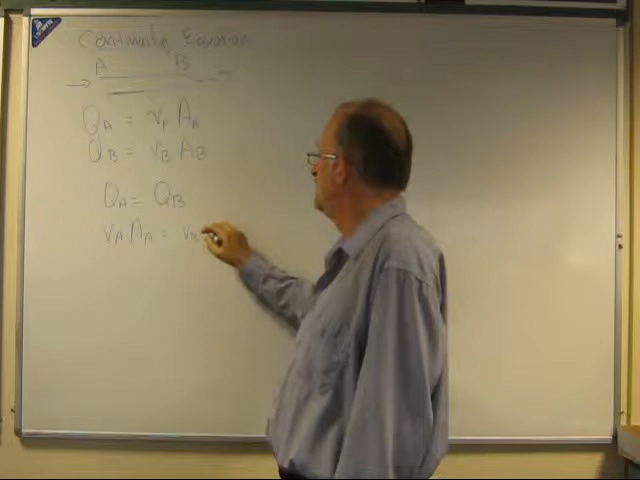 Continuity Equation
A B
Q_A = v_A A_A
Q_B = v_B A_B
Q_A = Q_B
v_A A_A = v_B